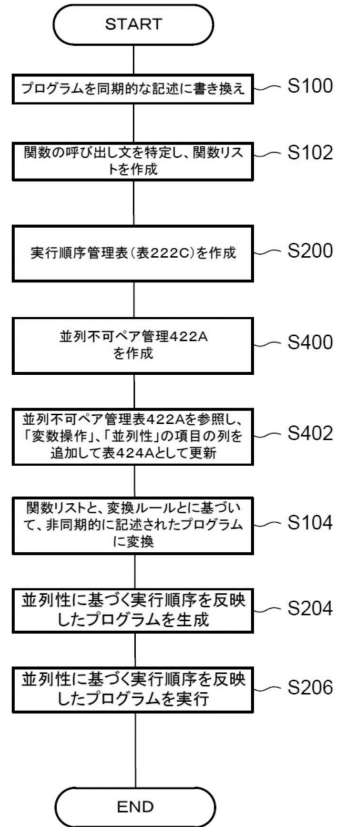 START
プログラムを同期的な記述に書き換え
S100
関数の呼び出し文を特定し、関数リス
トを作成
S102
実行順序管理表(表222C)を作成
S200
並列不可ペア管理422A
を作成
S400
並列不可ペア管理表422Aを参照し、
「変数操作」、「並列性」の項目の列を
追加して表424Aとして更新
S402
関数リストと、変換ルールとに基づい
て、非同期的に記述されたプログラム
に変換
S104
並列性に基づく実行順序を反映
したプログラムを生成
S204
並列性に基づく実行順序を反映
したプログラムを実行
S206
END